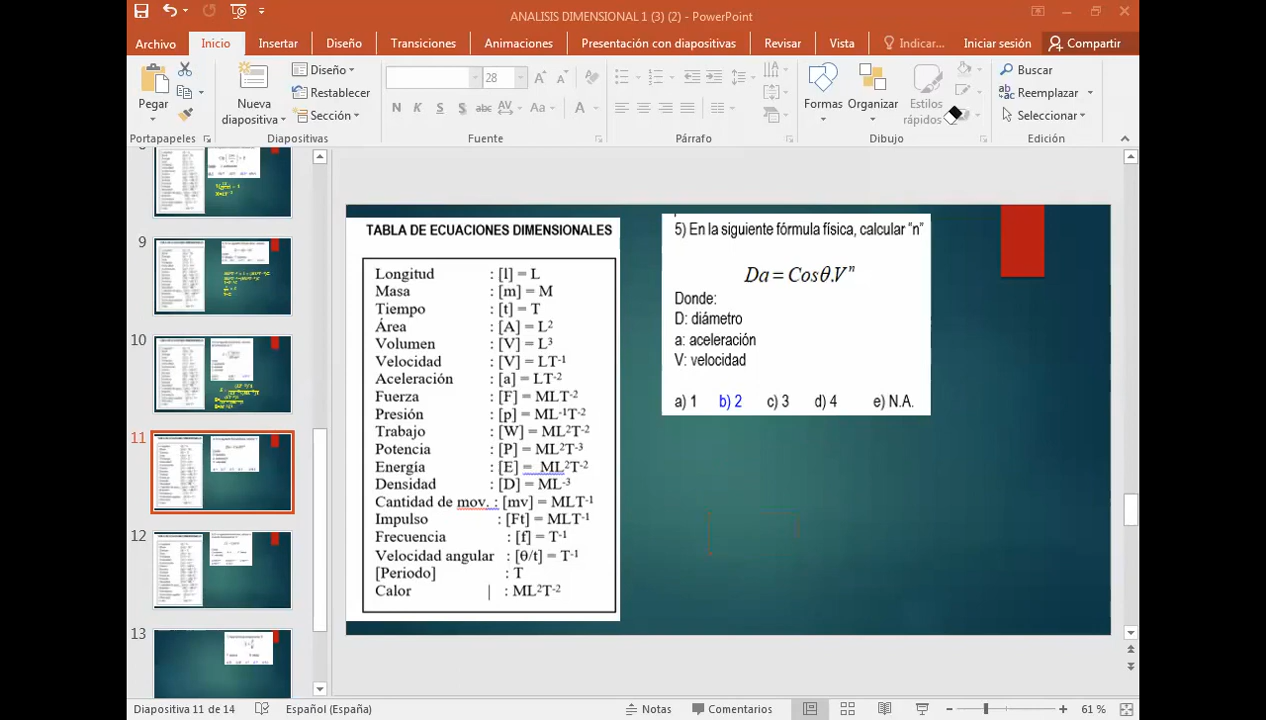 ANALISIS DIMENSIONAL 1 (3) (2) - PowerPoint
Archivo Inicio Insertar Diseño Transiciones Animaciones Presentación con diapositivas Revisar Vista Indicar... Iniciar sesión Compartir
Pegar
Nueva diapositiva
Diseño
Restablecer
Sección
28
N K S S abc AV Aa A
Formas
Organizar
Estilos rápidos
Buscar
Reemplazar
Seleccionar
Portapapeles Diapositivas Fuente Párrafo Dibujo Edición
9
10
11
12
13
TABLA DE ECUACIONES DIMENSIONALES
Longitud : [l] = L
Masa : [m] = M
Tiempo : [t] = T
Área : [A] = L²
Volumen : [V] = L³
Velocidad : [V] = LT⁻¹
Aceleración : [a] = LT⁻²
Fuerza : [F] = MLT⁻²
Presión : [p] = ML⁻¹T⁻²
Trabajo : [W] = ML²T⁻²
Potencia : [P] = ML²T⁻³
Energía : [E] = ML²T⁻²
Densidad : [D] = ML⁻³
Cantidad de mov. : [mv] = MLT⁻¹
Impulso : [Ft] = MLT⁻¹
Frecuencia : [f] = T⁻¹
Velocidad angular : [θ/t] = T⁻¹
[Periodo] : T
Calor : ML²T⁻²
5) En la siguiente fórmula física, calcular "n"
Da = Cosθ.Vⁿ
Donde:
D: diámetro
a: aceleración
V: velocidad
a) 1 b) 2 c) 3 d) 4 e) N.A.
Diapositiva 11 de 14 Español (España) Notas Comentarios 61 %